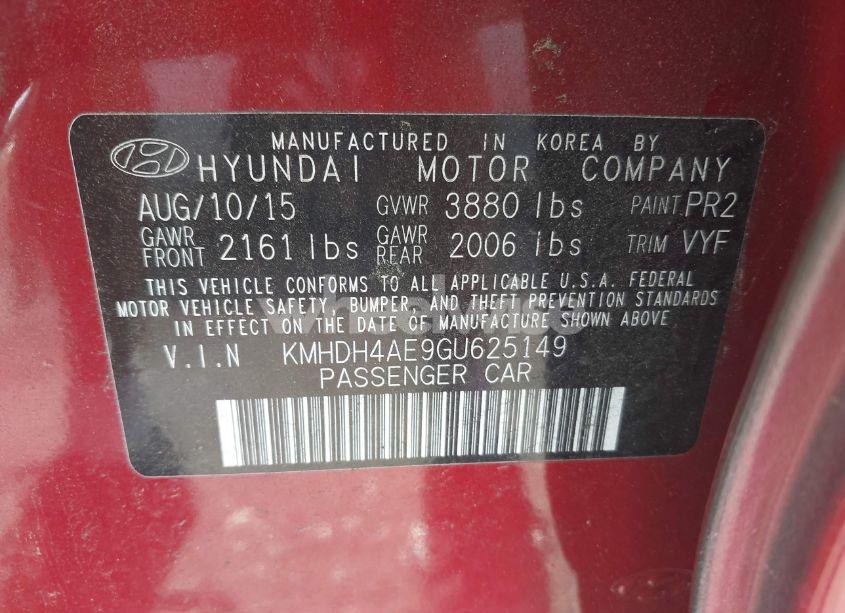 MANUFACTURED IN KOREA BY
HYUNDAI MOTOR COMPANY
AUG/10/15 GVWR 3880 lbs PAINT PR2
GAWR FRONT 2161 lbs GAWR REAR 2006 lbs TRIM VYF
THIS VEHICLE CONFORMS TO ALL APPLICABLE U.S.A. FEDERAL
MOTOR VEHICLE SAFETY, BUMPER, AND THEFT PREVENTION STANDARDS
IN EFFECT ON THE DATE OF MANUFACTURE SHOWN ABOVE.
V.I.N KMHDH4AE9GU625149
PASSENGER CAR